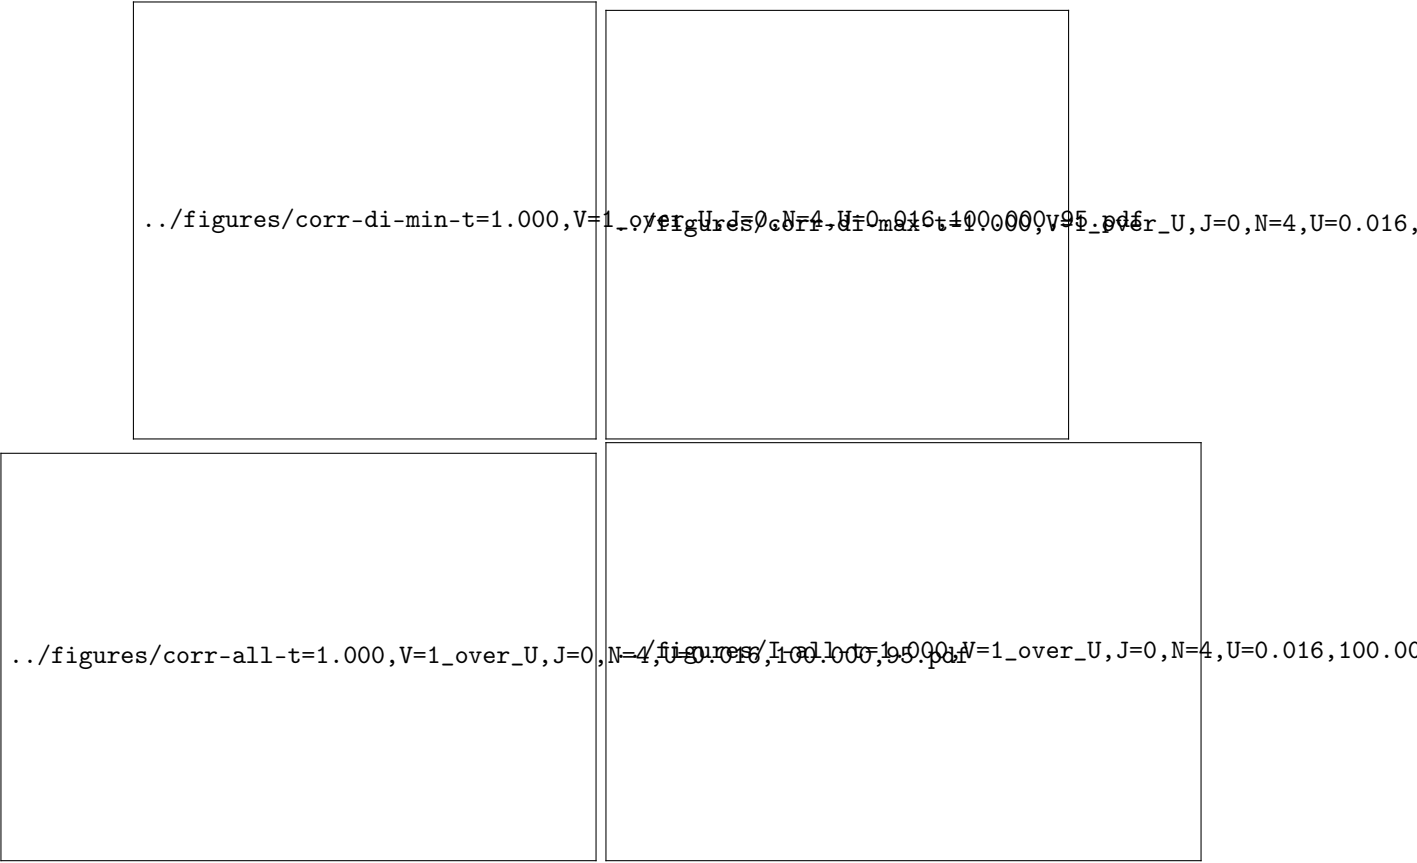 ../figures/corr-di-min-t=1.000,V=1_over_U,J=0,N=4,U=0.016,100.000,95.pdf
../figures/corr-di-max-t=1.000,V=1_over_U,J=0,N=4,U=0.016,
../figures/corr-all-t=1.000,V=1_over_U,J=0,N=4,U=0.016,100.000,95.pdf
../figures/I-all-t=1.000,V=1_over_U,J=0,N=4,U=0.016,100.00